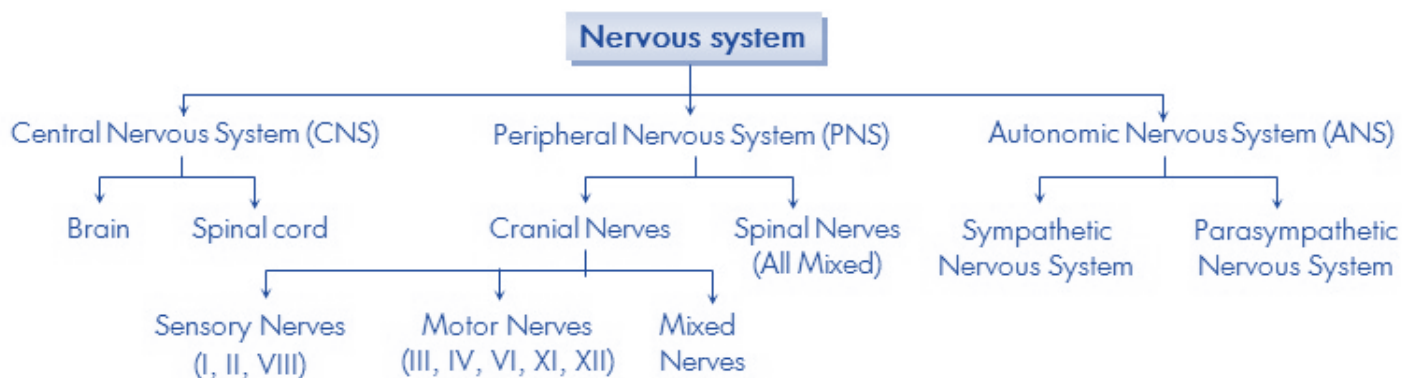 Nervous system
Central Nervous System (CNS)
Peripheral Nervous System (PNS)
Autonomic Nervous System (ANS)
Brain
Spinal cord
Cranial Nerves
Spinal Nerves
(All Mixed)
Sympathetic
Nervous System
Parasympathetic
Nervous System
Sensory Nerves
(I, II, VIII)
Motor Nerves
(III, IV, VI, XI, XII)
Mixed
Nerves